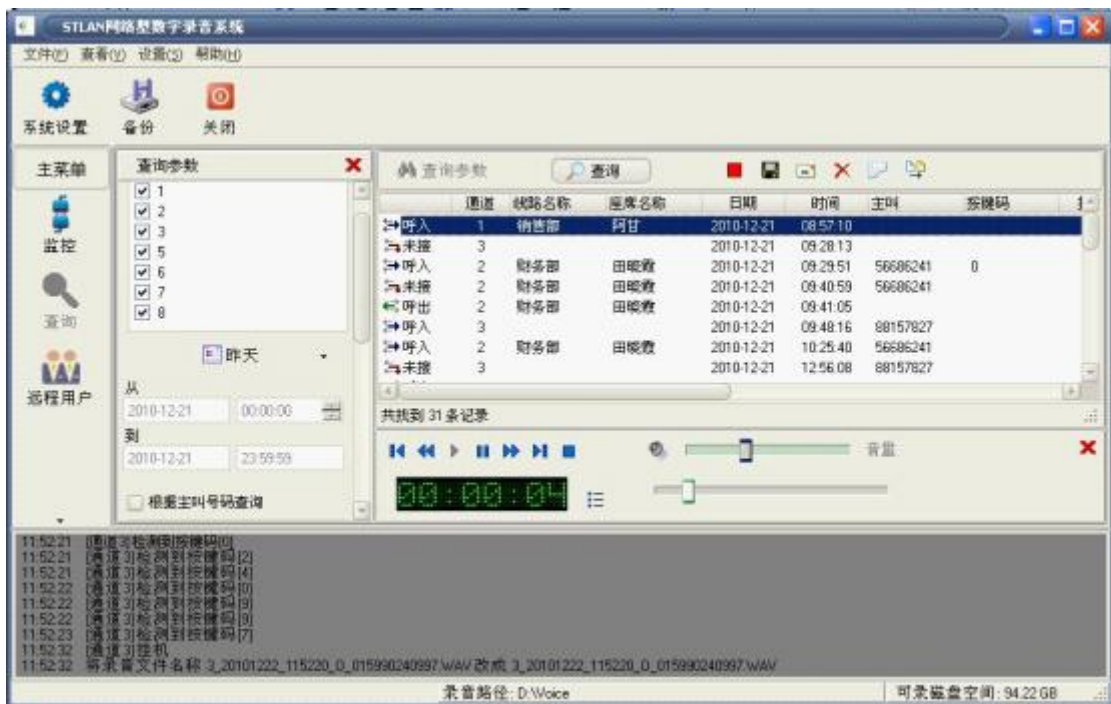 STLAN网络型数字录音系统
文件(F) 查看(V) 设置(S) 帮助(H)
系统设置 备份 关闭
主菜单
监控
查询
远程用户
查询参数
1
2
3
5
6
7
8
昨天
从
2010-12-21 00:00:00
到
2010-12-21 23:59:59
根据主叫号码查询
查询参数 查询
通道 线路名称 座席名称 日期 时间 主叫 按键码
呼入 1 销售部 阿甘 2010-12-21 08:57:10
未接 3 2010-12-21 09:28:13
呼入 2 财务部 田晓霞 2010-12-21 09:29:51 56686241 0
未接 2 财务部 田晓霞 2010-12-21 09:40:59 56686241
呼出 2 财务部 田晓霞 2010-12-21 09:41:05
呼入 3 2010-12-21 09:48:16 88157827
呼入 2 财务部 田晓霞 2010-12-21 10:25:40 56686241
未接 3 2010-12-21 12:56:08 88157827
共找到 31 条记录
音量
00:00:04
11:52:21 [通道 3]检测到按键码[0]
11:52:21 [通道 3]检测到按键码[2]
11:52:21 [通道 3]检测到按键码[4]
11:52:22 [通道 3]检测到按键码[0]
11:52:22 [通道 3]检测到按键码[9]
11:52:22 [通道 3]检测到按键码[9]
11:52:23 [通道 3]检测到按键码[7]
11:52:32 [通道 3]挂机
11:52:32 将录音文件名称 3_20101222_115220_O_015990240997.WAV 改成 3_20101222_115220_O_015990240997.WAV
录音路径: D:\Voice 可录磁盘空间: 94.22 GB